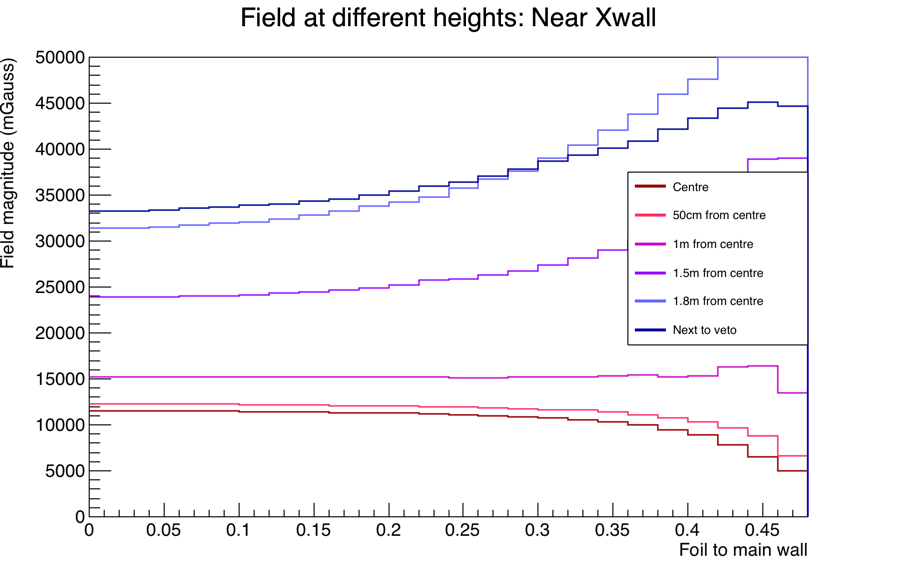 Field at different heights: Near Xwall
Field magnitude (mGauss)
50000
45000
40000
35000
30000
25000
20000
15000
10000
5000
0
Centre
50cm from centre
1m from centre
1.5m from centre
1.8m from centre
Next to veto
0 0.05 0.1 0.15 0.2 0.25 0.3 0.35 0.4 0.45
Foil to main wall